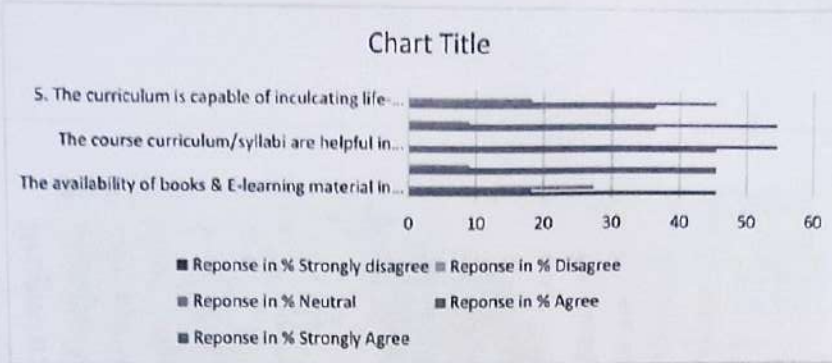 Chart Title
5. The curriculum is capable of inculcating life-...
The course curriculum/syllabi are helpful in...
The availability of books & E-learning material in...
0 10 20 30 40 50 60
Reponse in % Strongly disagree Reponse in % Disagree
Reponse in % Neutral Reponse in % Agree
Reponse in % Strongly Agree